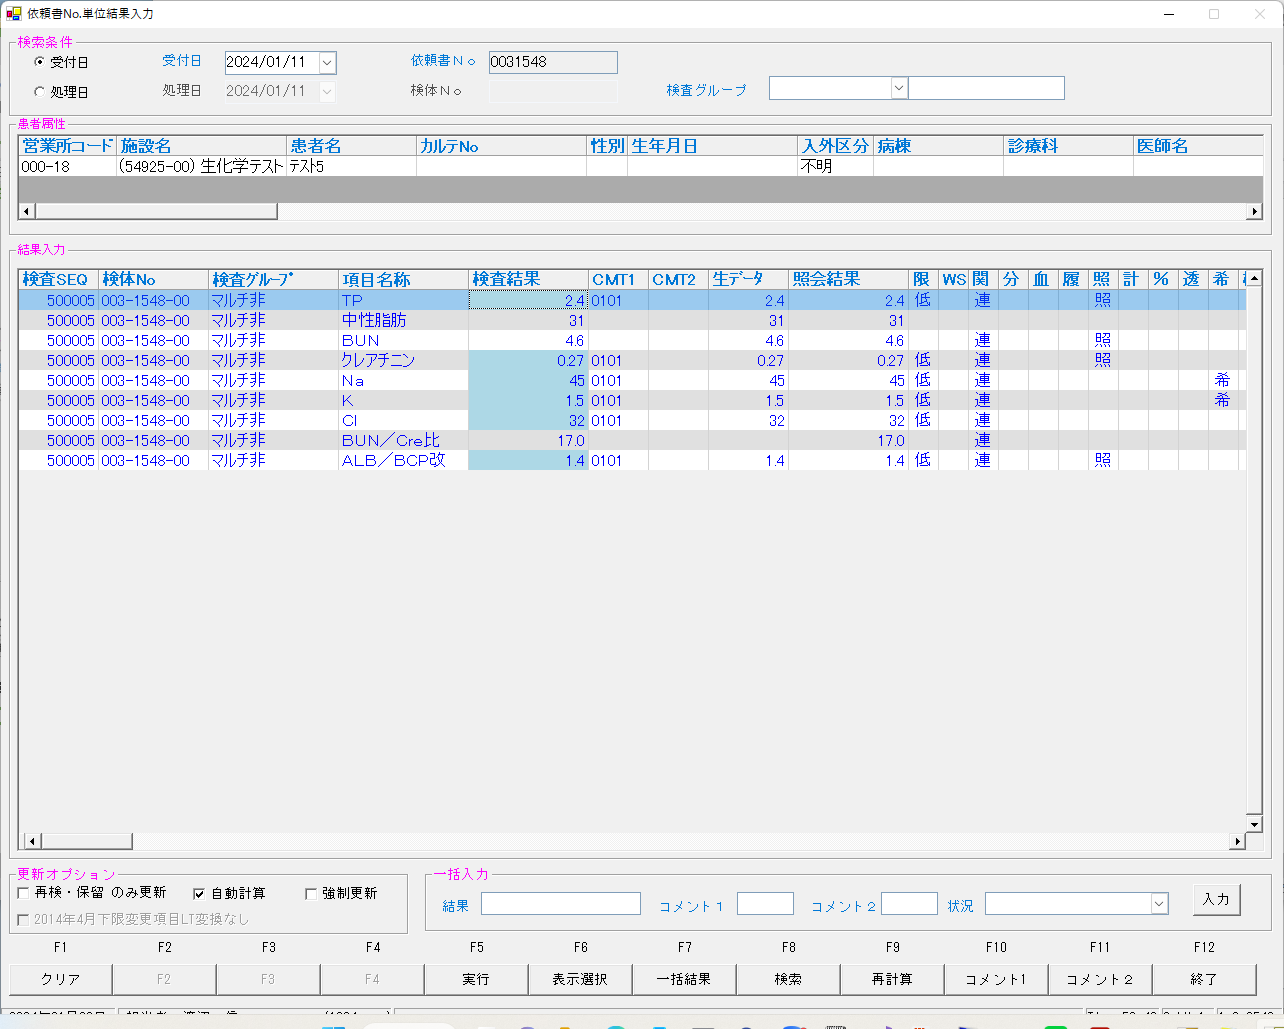 依頼書No.単位結果入力
検索条件
受付日 受付日 2024/01/11 依頼書No 0031548
処理日 処理日 2024/01/11 検体No 検査グループ
患者属性
営業所コード 施設名 患者名 カルテNo 性別 生年月日 入外区分 病棟 診療科 医師名
000-18 (54925-00) 生化学テスト テスト5 不明
結果入力
検査SEQ 検体No 検査グループ 項目名称 検査結果 CMT1 CMT2 生データ 照会結果 限 WS 関 分 血 履 照 計 % 透 希
500005 003-1548-00 マルチ非 TP 2.4 0101 2.4 2.4 低 連 照
500005 003-1548-00 マルチ非 中性脂肪 31 31 31
500005 003-1548-00 マルチ非 BUN 4.6 4.6 4.6 連 照
500005 003-1548-00 マルチ非 クレアチニン 0.27 0101 0.27 0.27 低 連 照
500005 003-1548-00 マルチ非 Na 45 0101 45 45 低 連 希
500005 003-1548-00 マルチ非 K 1.5 0101 1.5 1.5 低 連 希
500005 003-1548-00 マルチ非 Cl 32 0101 32 32 低 連
500005 003-1548-00 マルチ非 BUN/Cre比 17.0 17.0 連
500005 003-1548-00 マルチ非 ALB/BCP改 1.4 0101 1.4 1.4 低 連 照
更新オプション
再検・保留 のみ更新 自動計算 強制更新
2014年4月下限変更項目LT変換なし
一括入力
結果 コメント1 コメント2 状況 入力
F1 F2 F3 F4 F5 F6 F7 F8 F9 F10 F11 F12
クリア F2 F3 F4 実行 表示選択 一括結果 検索 再計算 コメント1 コメント2 終了